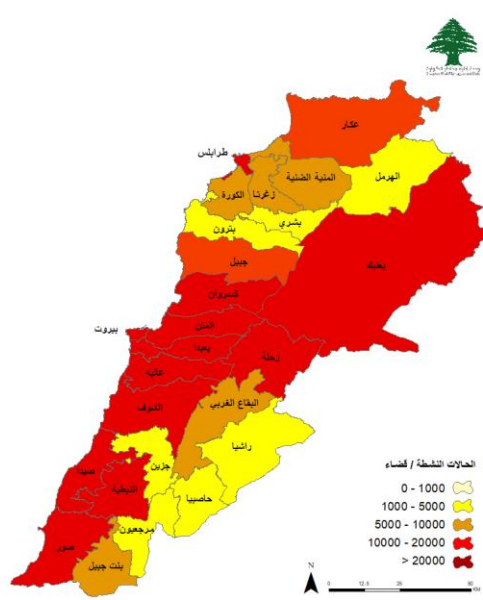 عكار
طرابلس
المنية الضنية
الهرمل
زغرتا
الكورة
بشري
بترون
جبيل
بعلبك
كسروان
المتن
بيروت
بعبدا
زحلة
عاليه
الشوف
البقاع الغربي
راشيا
جزين
صيدا
النبطية
حاصبيا
مرجعيون
صور
بنت جبيل
الحالات النشطة / قضاء
0 - 1000
1000 - 5000
5000 - 10000
10000 - 20000
> 20000
N
0 12.5 25 50
KM